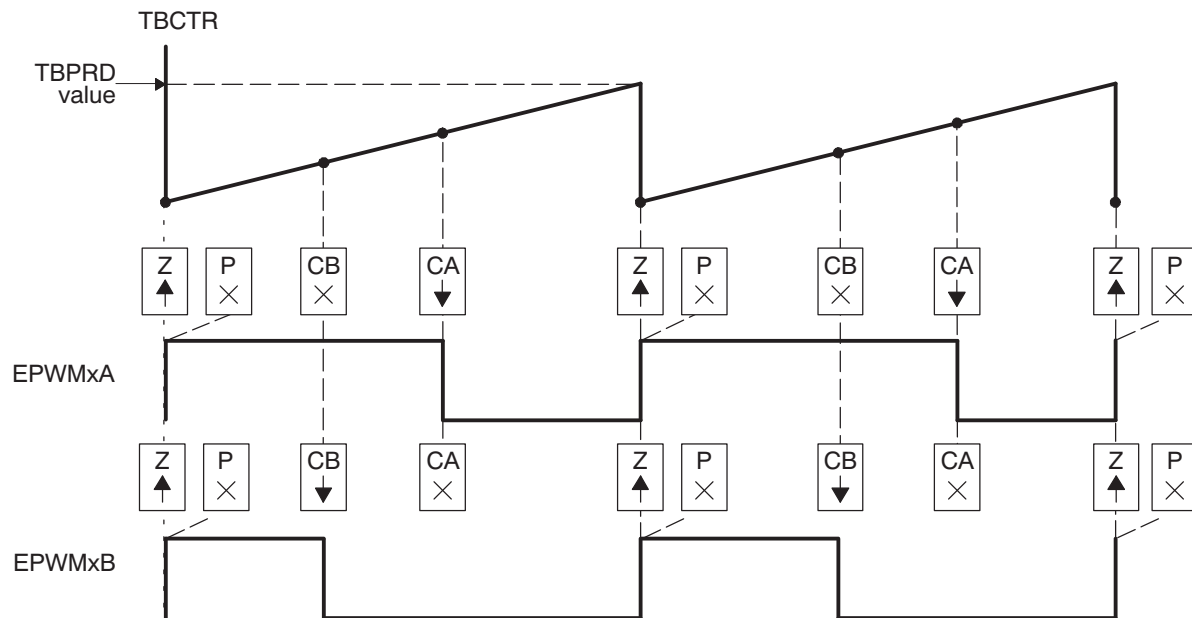 TBCTR
TBPRD
value
Z P CB CA Z P CB CA Z P
EPWMxA
Z P CB CA Z P CB CA Z P
EPWMxB